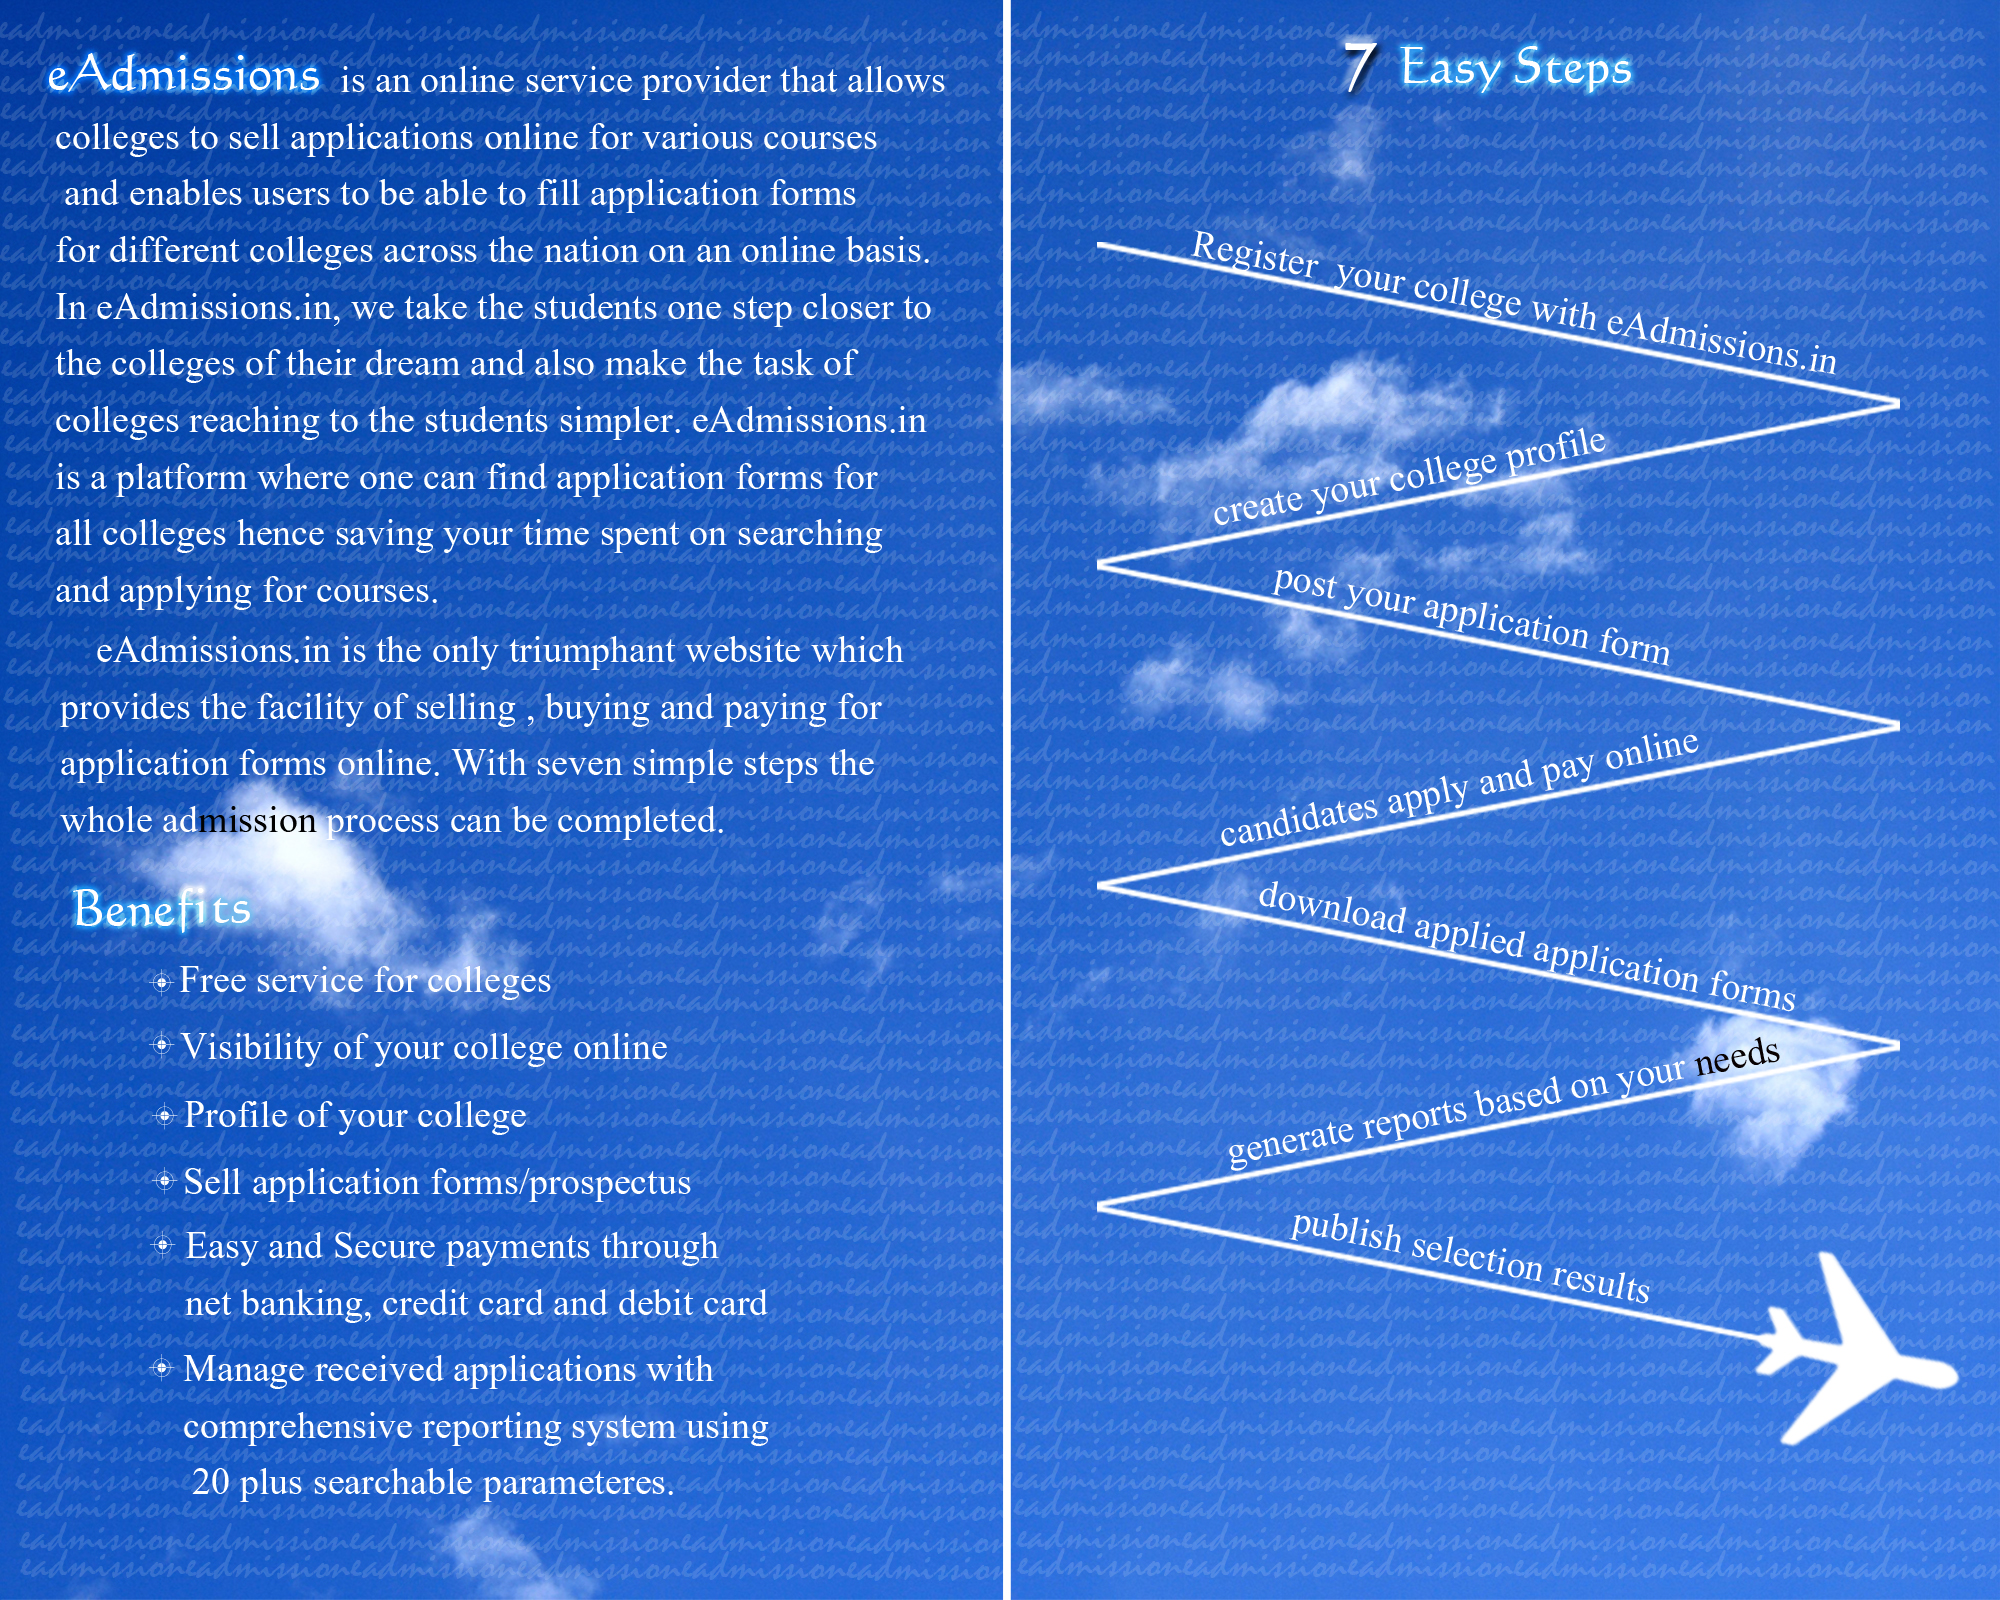 eAdmissions is an online service provider that allows
colleges to sell applications online for various courses
and enables users to be able to fill application forms
for different colleges across the nation on an online basis.
In eAdmissions.in, we take the students one step closer to
the colleges of their dream and also make the task of
colleges reaching to the students simpler. eAdmissions.in
is a platform where one can find application forms for
all colleges hence saving your time spent on searching
and applying for courses.
eAdmissions.in is the only triumphant website which
provides the facility of selling , buying and paying for
application forms online. With seven simple steps the
whole admission process can be completed.
Benefits
Free service for colleges
Visibility of your college online
Profile of your college
Sell application forms/prospectus
Easy and Secure payments through
net banking, credit card and debit card
Manage received applications with
comprehensive reporting system using
20 plus searchable parameteres.
7 Easy Steps
Register your college with eAdmissions.in
create your college profile
post your application form
candidates apply and pay online
download applied application forms
generate reports based on your needs
publish selection results